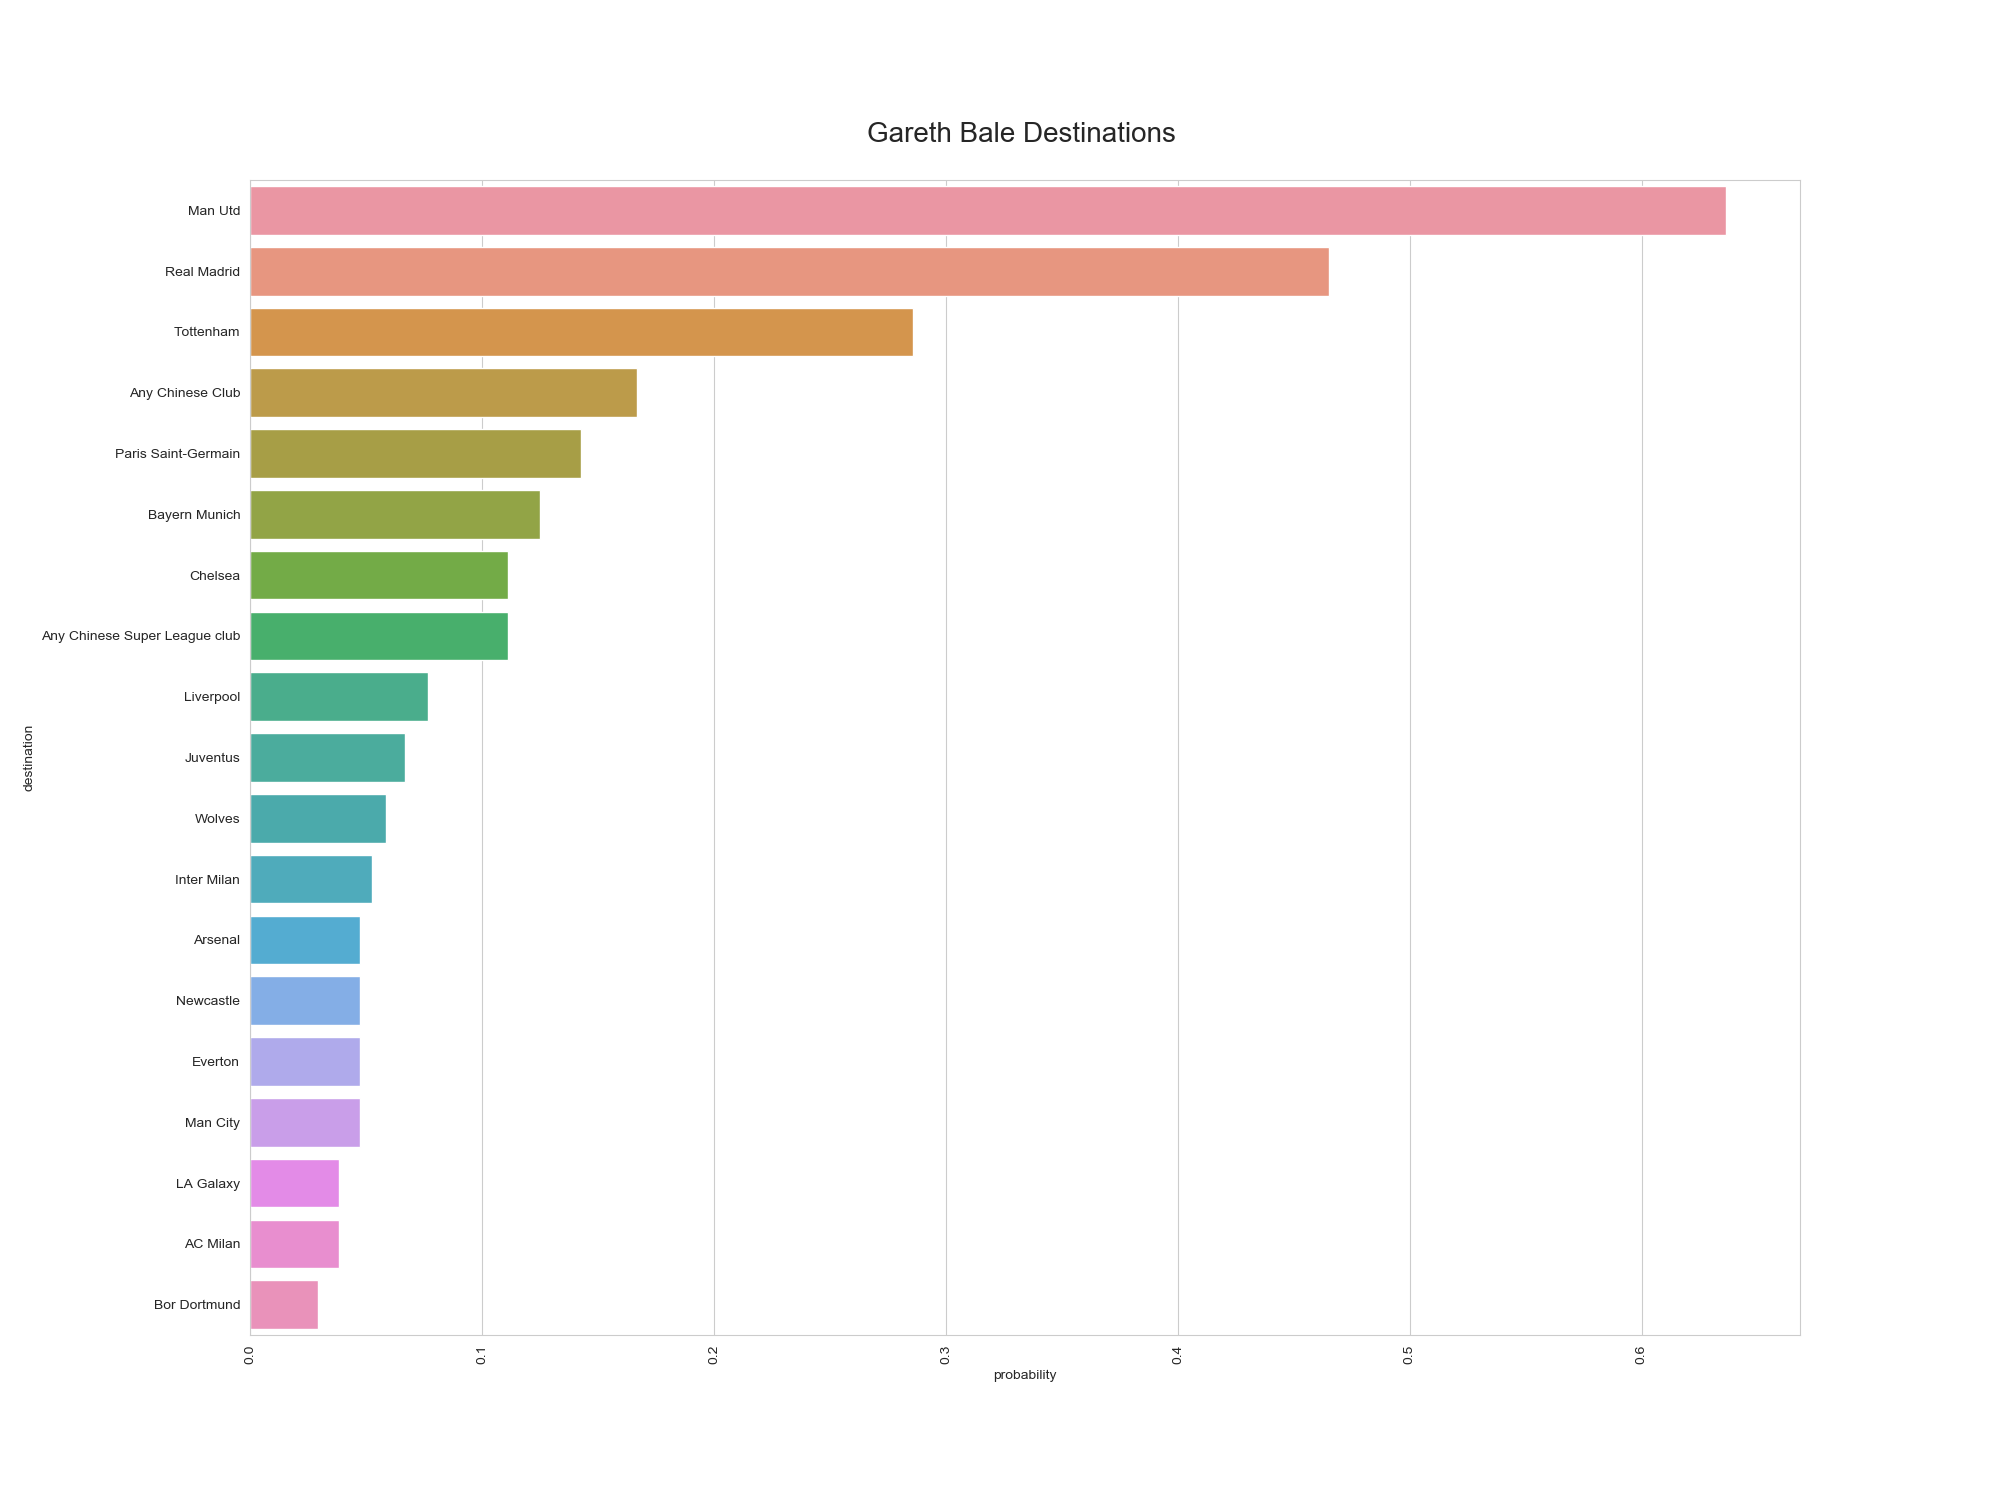 Gareth Bale Destinations
Man Utd
Real Madrid
Tottenham
Any Chinese Club
Paris Saint-Germain
Bayern Munich
Chelsea
Any Chinese Super League club
Liverpool
Juventus
Wolves
Inter Milan
Arsenal
Newcastle
Everton
Man City
LA Galaxy
AC Milan
Bor Dortmund
destination
0.0
0.1
0.2
0.3
0.4
0.5
0.6
probability